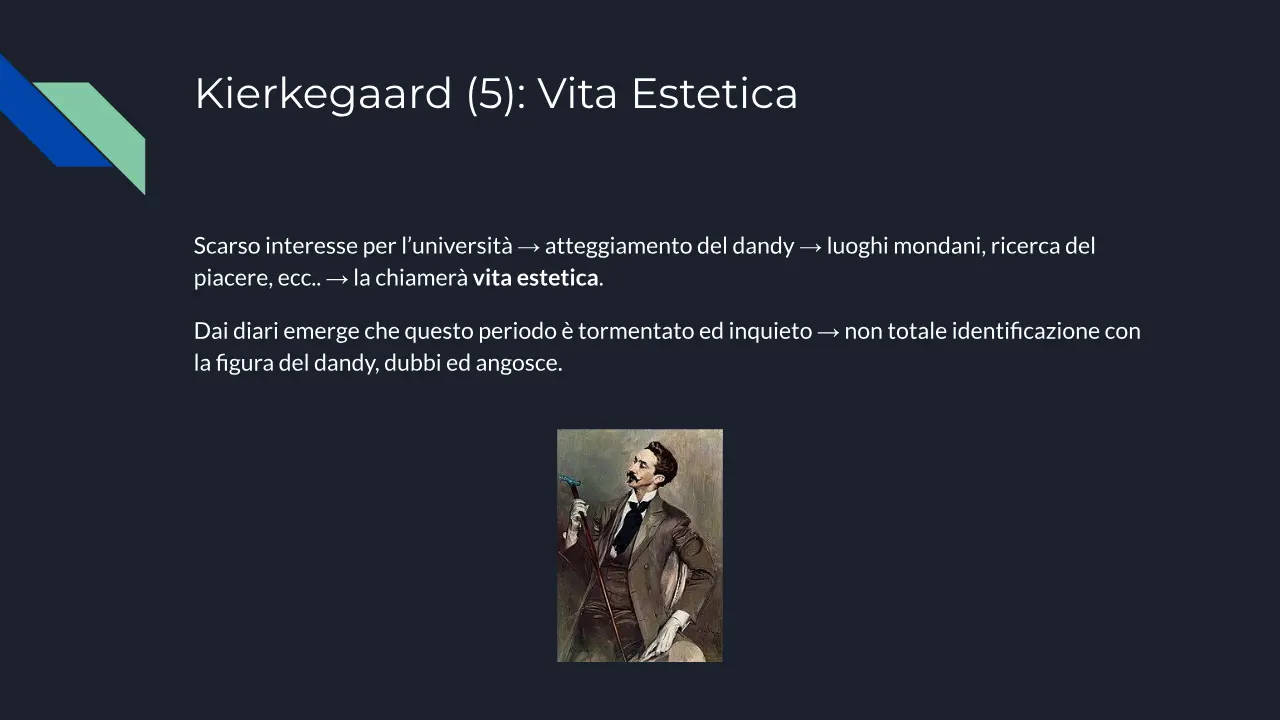 Kierkegaard (5): Vita Estetica
Scarso interesse per l’università → atteggiamento del dandy → luoghi mondani, ricerca del
piacere, ecc.. → la chiamerà vita estetica.
Dai diari emerge che questo periodo è tormentato ed inquieto → non totale identificazione con
la figura del dandy, dubbi ed angosce.